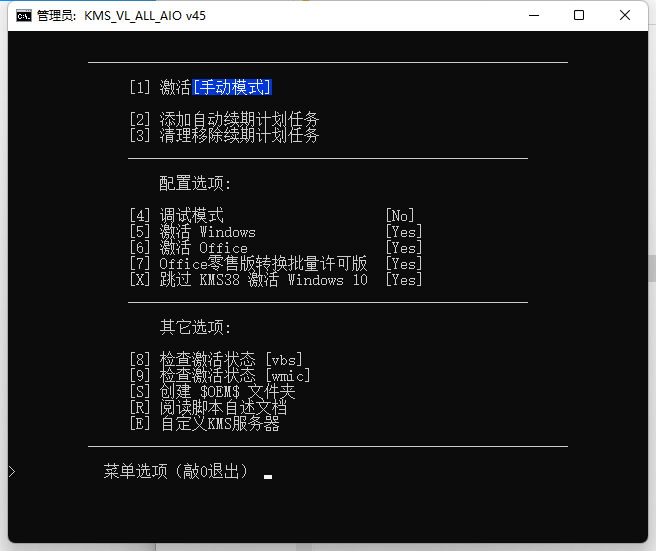 管理员: KMS_VL_ALL_AIO v45
[1] 激活[手动模式]
[2] 添加自动续期计划任务
[3] 清理移除续期计划任务
配置选项:
[4] 调试模式 [No]
[5] 激活 Windows [Yes]
[6] 激活 Office [Yes]
[7] Office零售版转换批量许可版 [Yes]
[X] 跳过 KMS38 激活 Windows 10 [Yes]
其它选项:
[8] 检查激活状态 [vbs]
[9] 检查激活状态 [wmic]
[S] 创建 $OEM$ 文件夹
[R] 阅读脚本自述文档
[E] 自定义KMS服务器
> 菜单选项（敲0退出） _